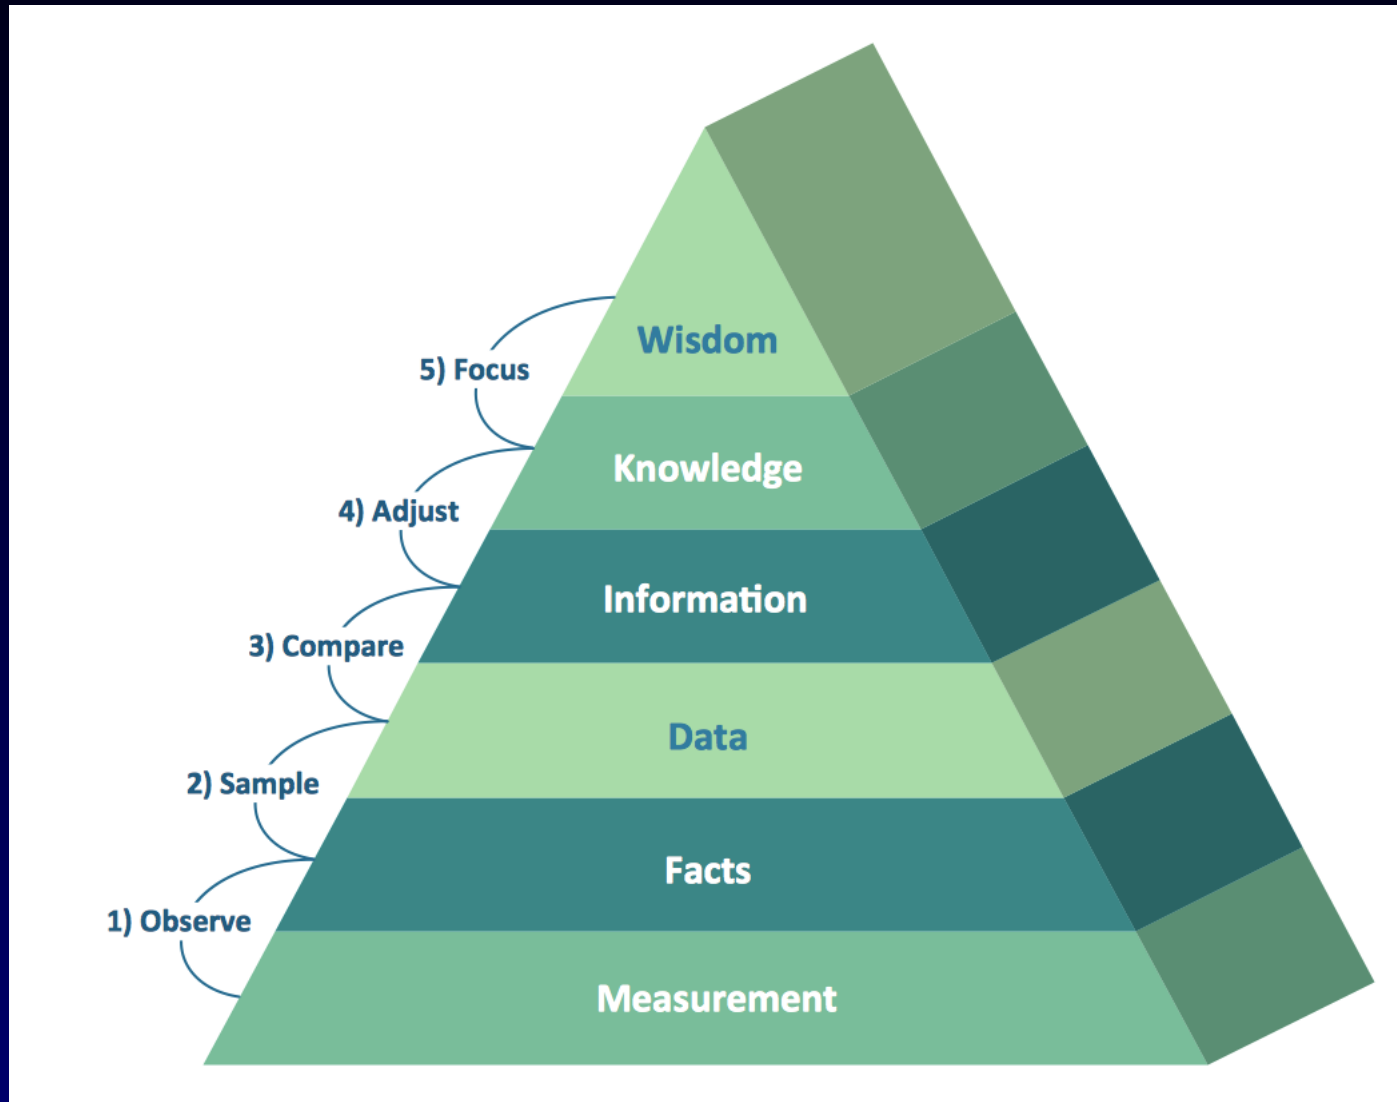 Wisdom
5) Focus
Knowledge
4) Adjust
Information
3) Compare
Data
2) Sample
Facts
1) Observe
Measurement